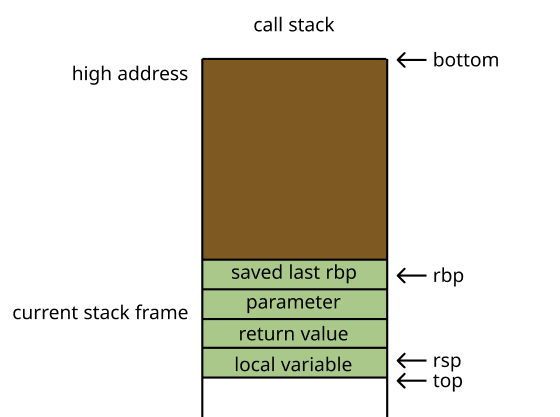 call stack
bottom
high address
saved last rbp
rbp
parameter
current stack frame
return value
local variable
rsp
top